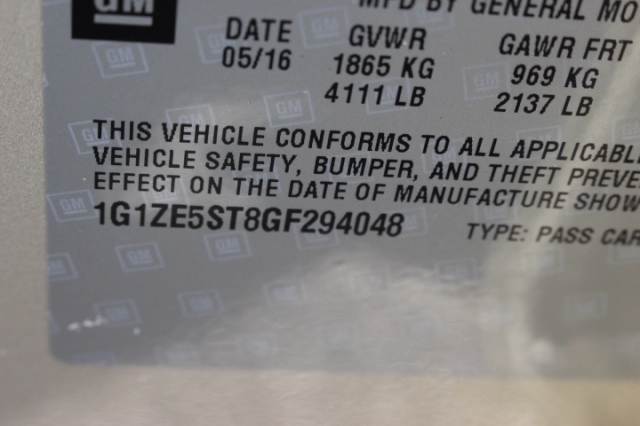 GM
MFD BY GENERAL MO
DATE GVWR GAWR FRT
05/16 1865 KG 969 KG
4111 LB 2137 LB
THIS VEHICLE CONFORMS TO ALL APPLICABL
VEHICLE SAFETY, BUMPER, AND THEFT PREVE
EFFECT ON THE DATE OF MANUFACTURE SHOW
1G1ZE5ST8GF294048 TYPE: PASS CAR